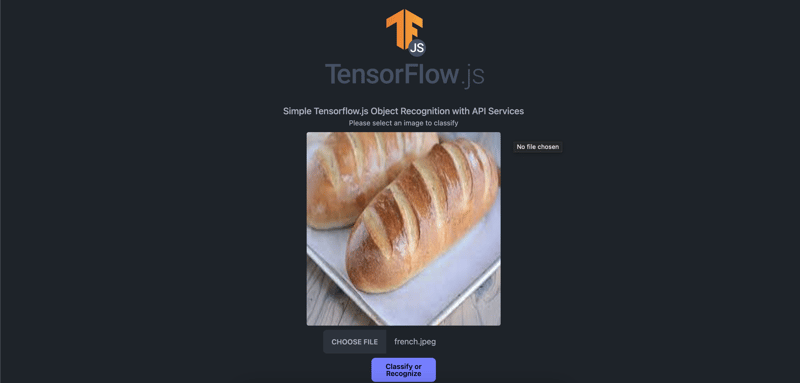 TF
JS
TensorFlow.js
Simple Tensorflow.js Object Recognition with API Services
Please select an image to classify
No file chosen
CHOOSE FILE
french.jpeg
Classify or
Recognize